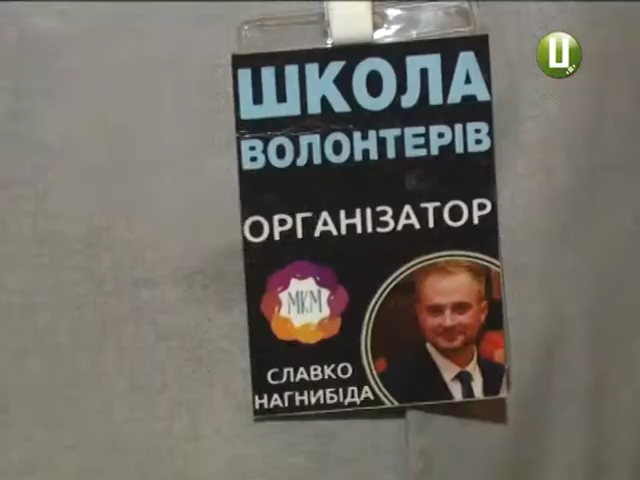 Ц
ШКОЛА
ВОЛОНТЕРІВ
ОРГАНІЗАТОР
МКМ
СЛАВКО
НАГНИБІДА